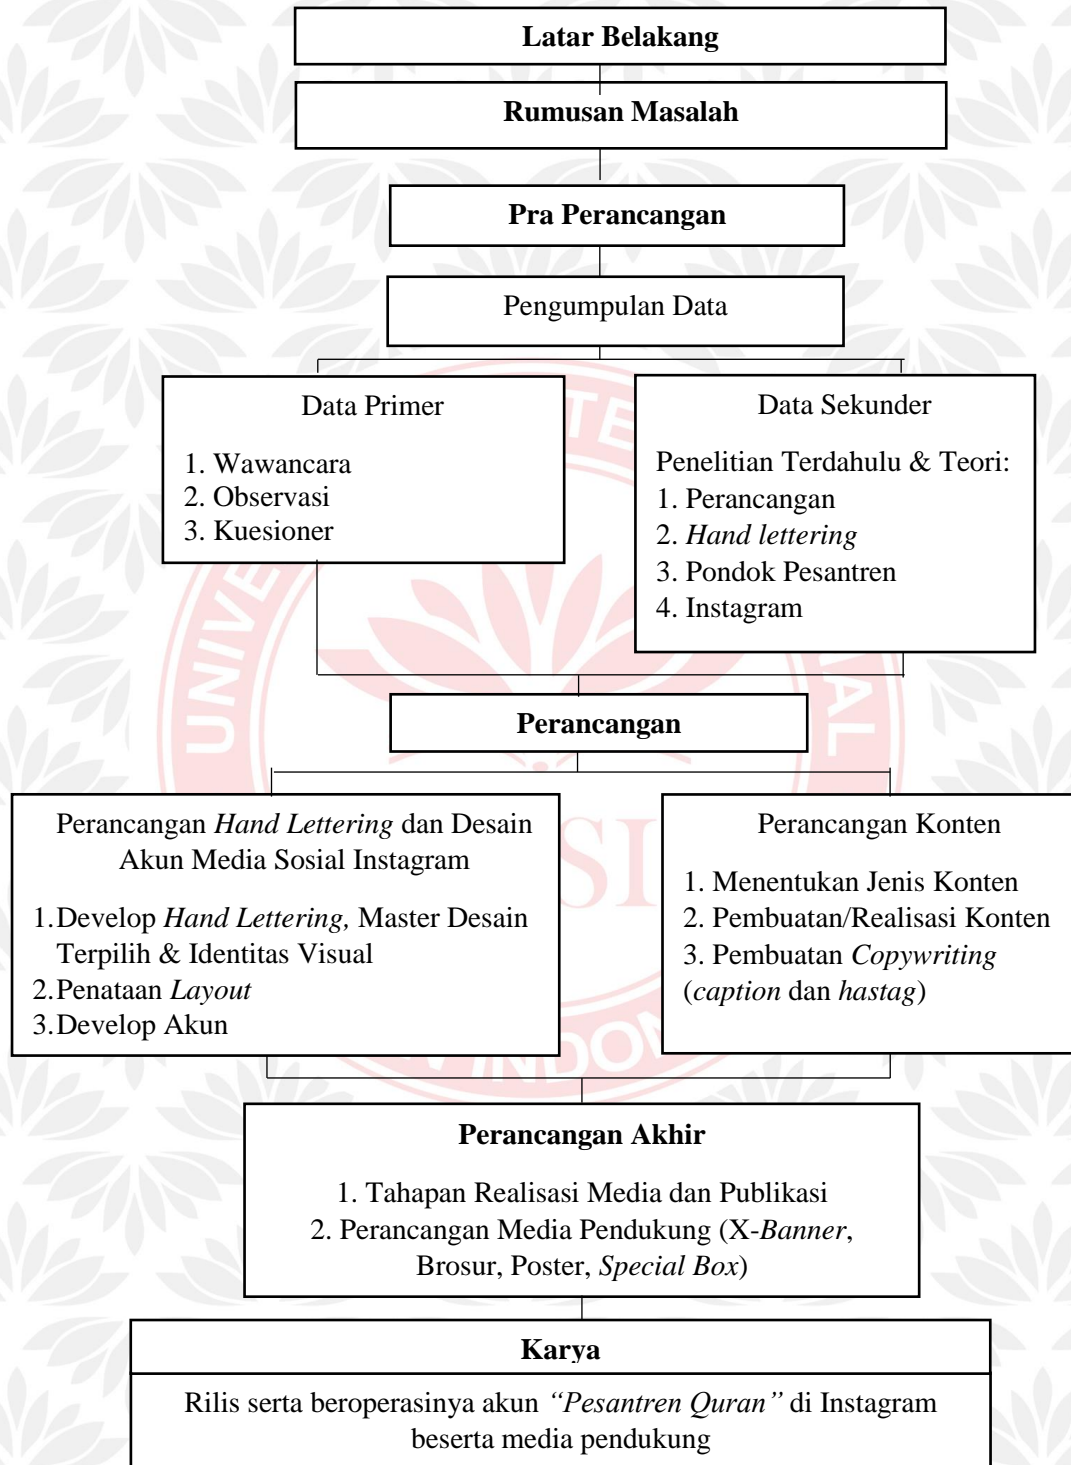 Latar Belakang
Rumusan Masalah
Pra Perancangan
Pengumpulan Data
Data Primer
1. Wawancara
2. Observasi
3. Kuesioner
Data Sekunder
Penelitian Terdahulu & Teori:
1. Perancangan
2. Hand lettering
3. Pondok Pesantren
4. Instagram
Perancangan
Perancangan Hand Lettering dan Desain
Akun Media Sosial Instagram
1. Develop Hand Lettering, Master Desain
Terpilih & Identitas Visual
2. Penataan Layout
3. Develop Akun
Perancangan Konten
1. Menentukan Jenis Konten
2. Pembuatan/Realisasi Konten
3. Pembuatan Copywriting
(caption dan hastag)
Perancangan Akhir
1. Tahapan Realisasi Media dan Publikasi
2. Perancangan Media Pendukung (X-Banner,
Brosur, Poster, Special Box)
Karya
Rilis serta beroperasinya akun “Pesantren Quran” di Instagram
beserta media pendukung